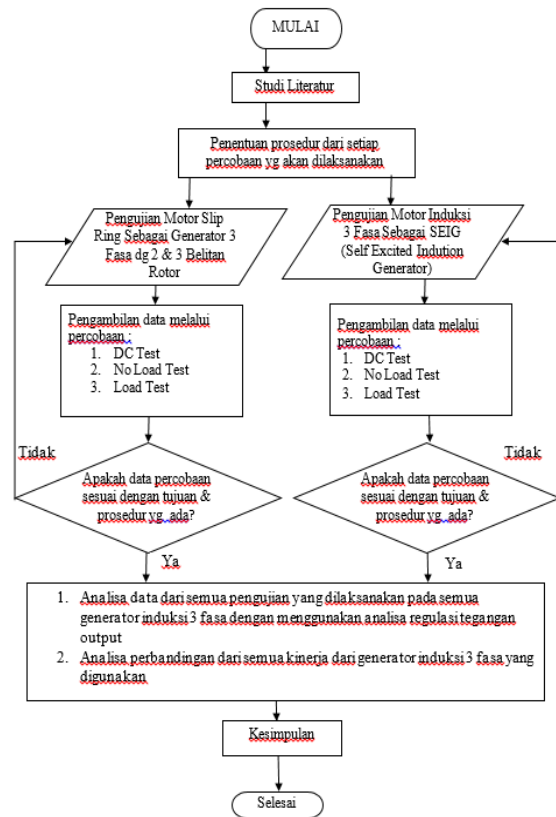 MULAI
Studi Literatur
Penentuan prosedur dari setiap
percobaan yg akan dilaksanakan
Pengujian Motor Slip
Ring Sebagai Generator 3
Fasa dg 2 & 3 Belitan
Rotor
Pengujian Motor Induksi
3 Fasa Sebagai SEIG
(Self Excited Indution
Generator)
Pengambilan data melalui
percobaan :
1. DC Test
2. No Load Test
3. Load Test
Pengambilan data melalui
percobaan :
1. DC Test
2. No Load Test
3. Load Test
Tidak
Apakah data percobaan
sesuai dengan tujuan &
prosedur yg ada?
Ya
Tidak
Apakah data percobaan
sesuai dengan tujuan &
prosedur yg ada?
Ya
1. Analisa data dari semua pengujian yang dilaksanakan pada semua
generator induksi 3 fasa dengan menggunakan analisa regulasi tegangan
output
2. Analisa perbandingan dari semua kinerja dari generator induksi 3 fasa yang
digunakan
Kesimpulan
Selesai